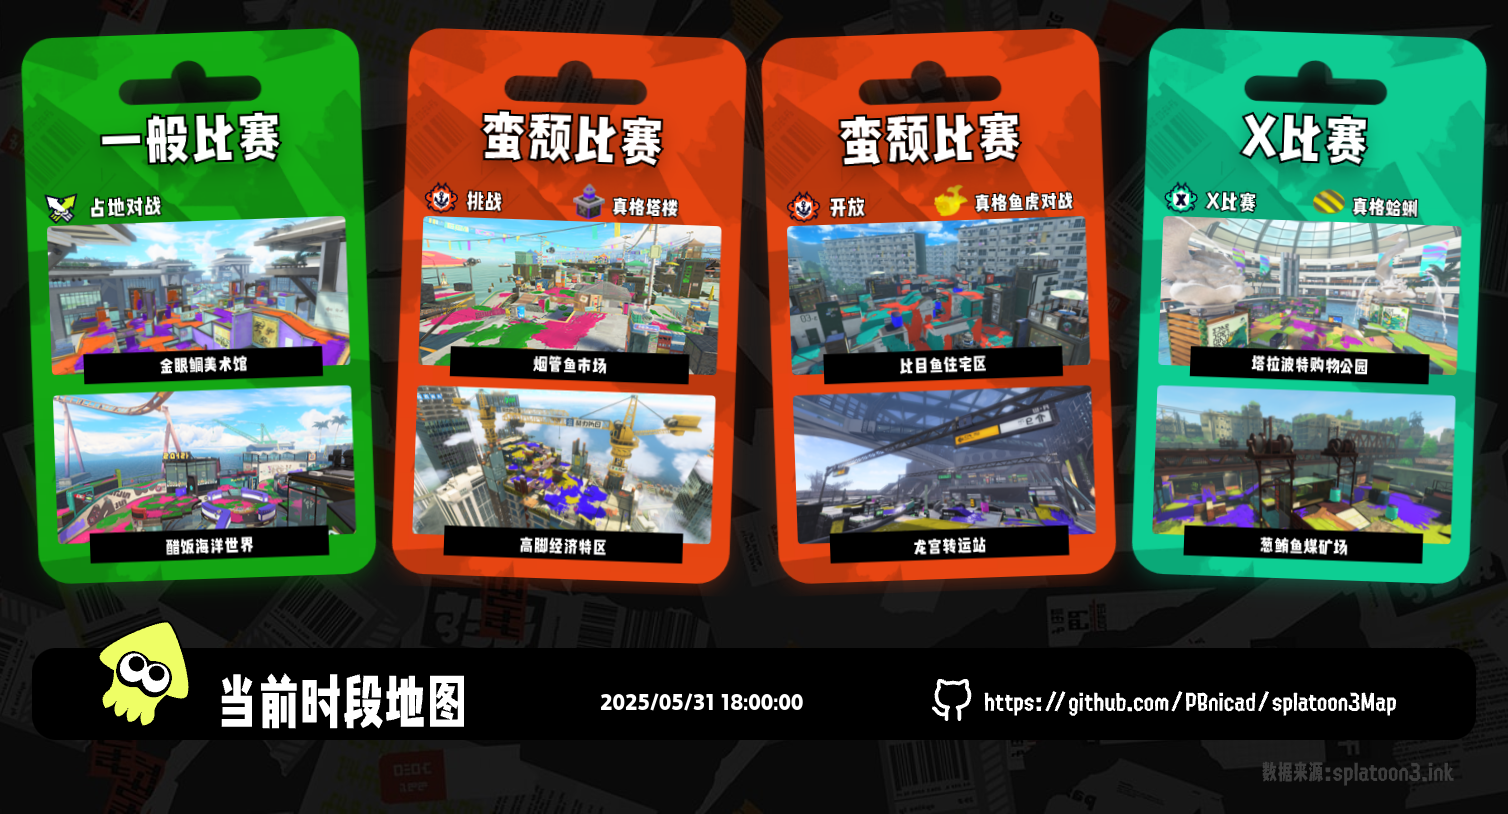 一般比赛
占地对战
金眼鲷美术馆
醋饭海洋世界
蛮颓比赛
挑战
真格塔楼
烟管鱼市场
高脚经济特区
蛮颓比赛
开放
真格鱼虎对战
比目鱼住宅区
龙宫转运站
X比赛
X比赛
真格蛤蜊
塔拉波特购物公园
葱鲔鱼煤矿场
当前时段地图
2025/05/31 18:00:00
https://github.com/PBnicad/splatoon3Map
数据来源:splatoon3.ink